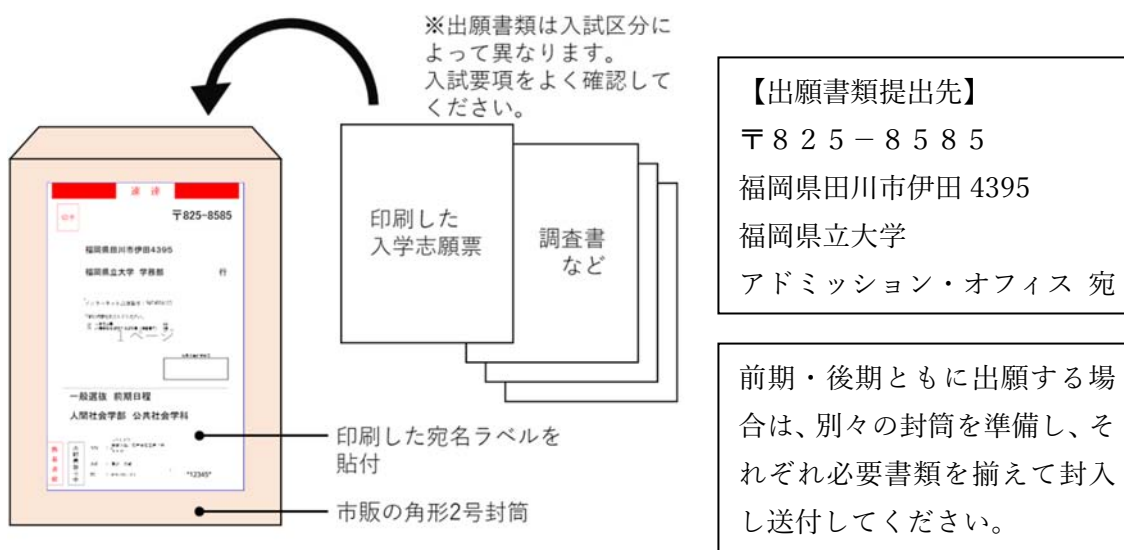 ※出願書類は入試区分に
よって異なります。
入試要項をよく確認して
ください。
速 達
〒825-8585
福岡県田川市伊田4395
福岡県立大学 学務部 行
1ページ
一般選抜 前期日程
人間社会学部 公共社会学科
*12345*
印刷した
入学志願票
調査書
など
印刷した宛名ラベルを
貼付
市販の角形2号封筒
【出願書類提出先】
〒８２５－８５８５
福岡県田川市伊田 4395
福岡県立大学
アドミッション・オフィス 宛
前期・後期ともに出願する場
合は、別々の封筒を準備し、そ
れぞれ必要書類を揃えて封入
し送付してください。